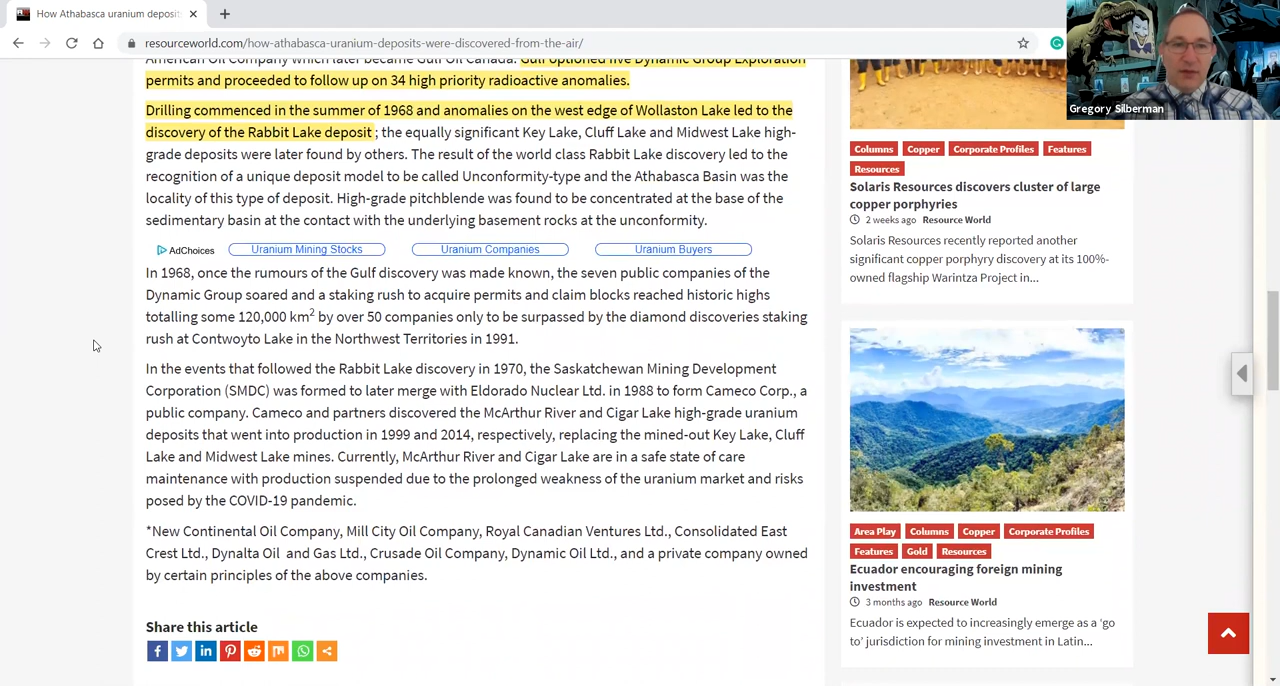 How Athabasca uranium deposits
resourceworld.com/how-athabasca-uranium-deposits-were-discovered-from-the-air/
Gregory Silberman
American Oil Company which later became Gulf Oil Canada. Gulf optioned five Dynamic Group Exploration
permits and proceeded to follow up on 34 high priority radioactive anomalies.
Drilling commenced in the summer of 1968 and anomalies on the west edge of Wollaston Lake led to the
discovery of the Rabbit Lake deposit ; the equally significant Key Lake, Cluff Lake and Midwest Lake high-
grade deposits were later found by others. The result of the world class Rabbit Lake discovery led to the
recognition of a unique deposit model to be called Unconformity-type and the Athabasca Basin was the
locality of this type of deposit. High-grade pitchblende was found to be concentrated at the base of the
sedimentary basin at the contact with the underlying basement rocks at the unconformity.
AdChoices
Uranium Mining Stocks
Uranium Companies
Uranium Buyers
In 1968, once the rumours of the Gulf discovery was made known, the seven public companies of the
Dynamic Group soared and a staking rush to acquire permits and claim blocks reached historic highs
totalling some 120,000 km2 by over 50 companies only to be surpassed by the diamond discoveries staking
rush at Contwoyto Lake in the Northwest Territories in 1991.
In the events that followed the Rabbit Lake discovery in 1970, the Saskatchewan Mining Development
Corporation (SMDC) was formed to later merge with Eldorado Nuclear Ltd. in 1988 to form Cameco Corp., a
public company. Cameco and partners discovered the McArthur River and Cigar Lake high-grade uranium
deposits that went into production in 1999 and 2014, respectively, replacing the mined-out Key Lake, Cluff
Lake and Midwest Lake mines. Currently, McArthur River and Cigar Lake are in a safe state of care
maintenance with production suspended due to the prolonged weakness of the uranium market and risks
posed by the COVID-19 pandemic.
*New Continental Oil Company, Mill City Oil Company, Royal Canadian Ventures Ltd., Consolidated East
Crest Ltd., Dynalta Oil and Gas Ltd., Crusade Oil Company, Dynamic Oil Ltd., and a private company owned
by certain principles of the above companies.
Share this article
Columns Copper Corporate Profiles Features
Resources
Solaris Resources discovers cluster of large
copper porphyries
2 weeks ago Resource World
Solaris Resources recently reported another
significant copper porphyry discovery at its 100%-
owned flagship Warintza Project in...
Area Play Columns Copper Corporate Profiles
Features Gold Resources
Ecuador encouraging foreign mining
investment
3 months ago Resource World
Ecuador is expected to increasingly emerge as a 'go
to' jurisdiction for mining investment in Latin...